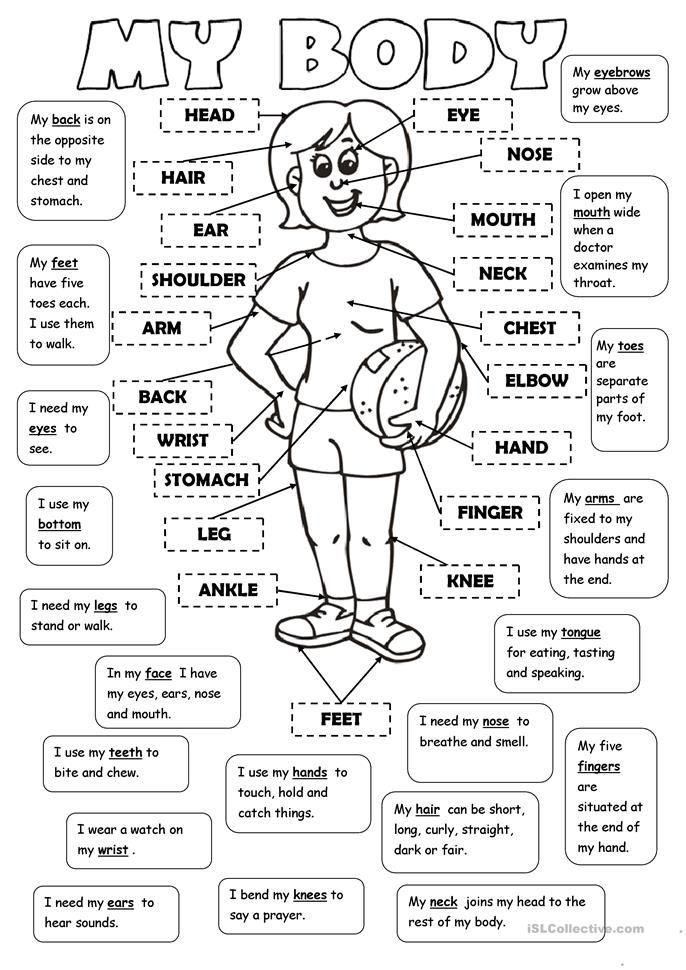 MY BODY
My eyebrows
grow above
my eyes.
My back is on
the opposite
side to my
chest and
stomach.
HEAD
EYE
HAIR
NOSE
EAR
MOUTH
I open my
mouth wide
when a
doctor
examines my
throat.
SHOULDER
NECK
My feet
have five
toes each.
I use them
to walk.
ARM
CHEST
My toes
are
separate
parts of
my foot.
BACK
ELBOW
I need my
eyes to
see.
WRIST
HAND
STOMACH
I use my
bottom
to sit on.
LEG
FINGER
My arms are
fixed to my
shoulders and
have hands at
the end.
ANKLE
KNEE
I need my legs to
stand or walk.
I use my tongue
for eating, tasting
and speaking.
In my face I have
my eyes, ears, nose
and mouth.
FEET
I need my nose to
breathe and smell.
I use my teeth to
bite and chew.
I use my hands to
touch, hold and
catch things.
My five
fingers
are
situated at
the end of
my hand.
My hair can be short,
long, curly, straight,
dark or fair.
I wear a watch on
my wrist .
I need my ears to
hear sounds.
I bend my knees to
say a prayer.
My neck joins my head to the
rest of my body.
iSLCollective.com